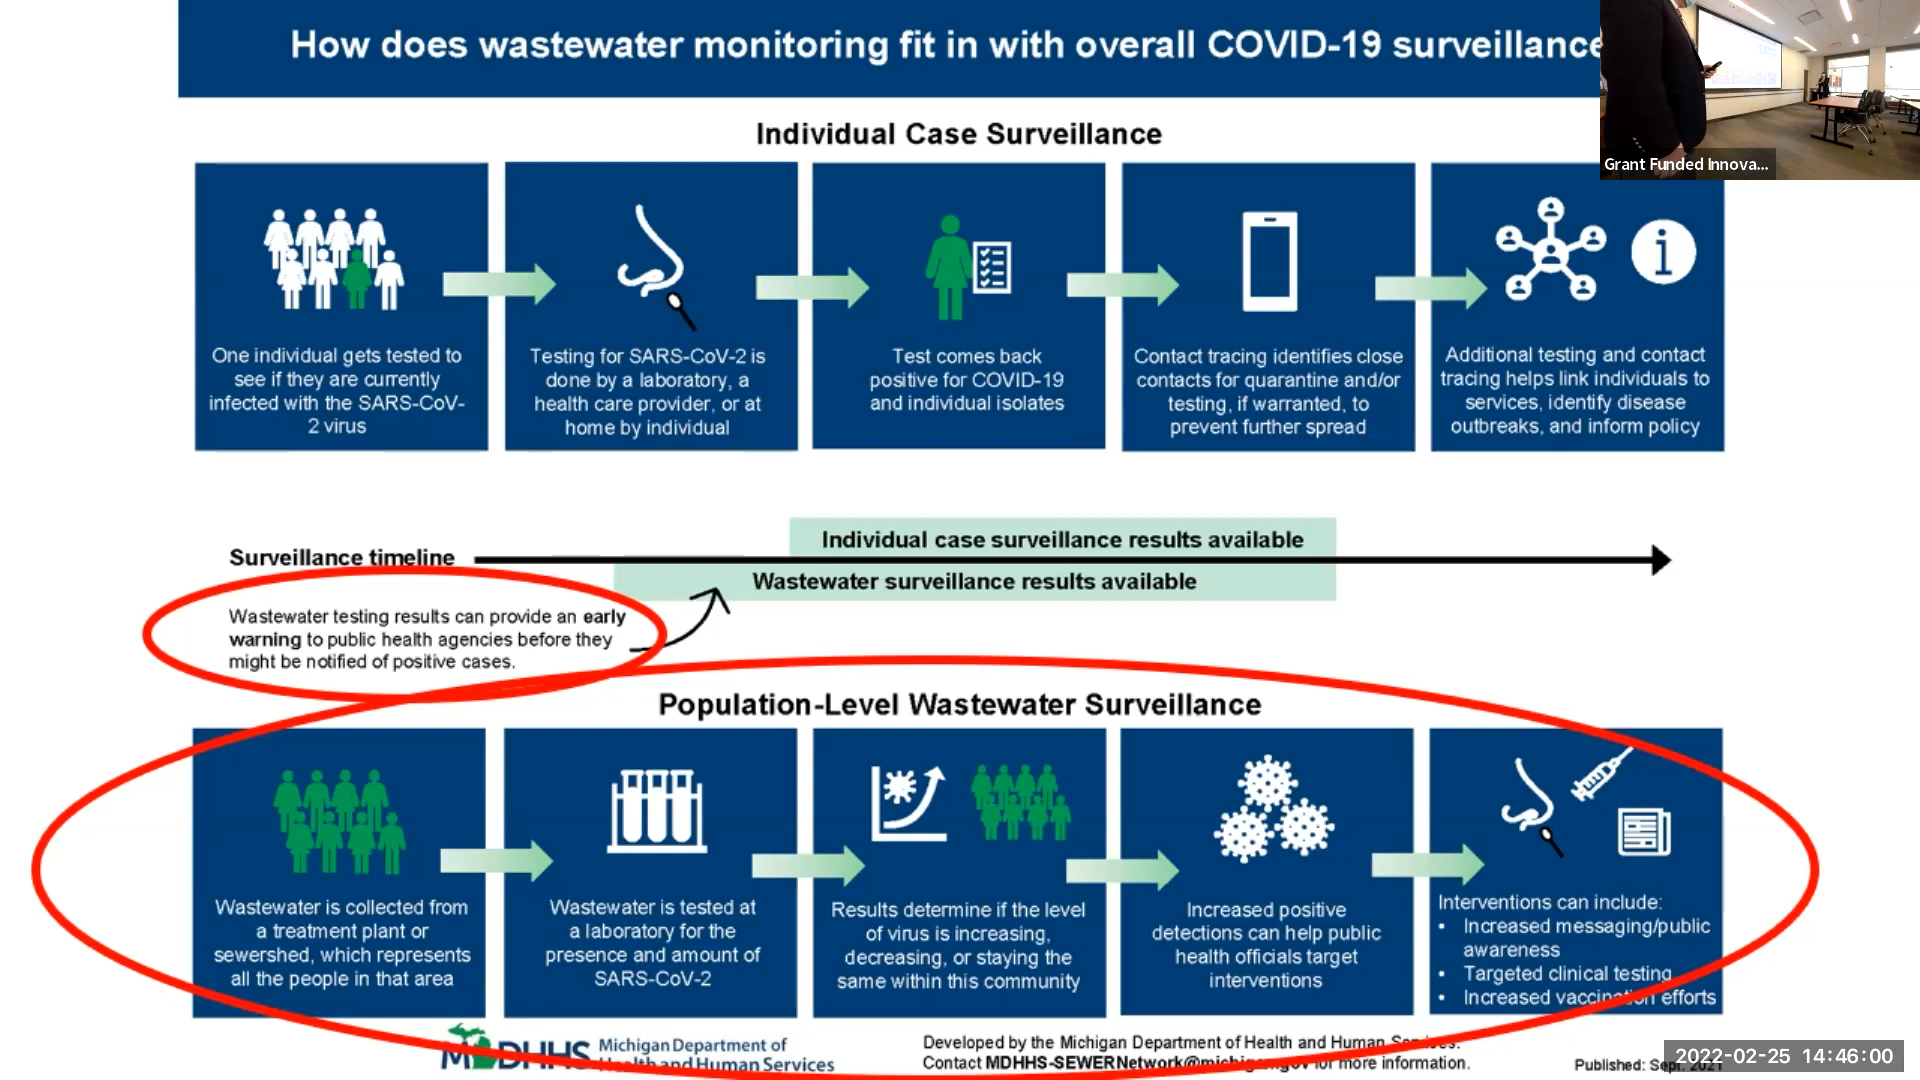 How does wastewater monitoring fit in with overall COVID-19 surveillance
Grant Funded Innova...
Individual Case Surveillance
One individual gets tested to
see if they are currently
infected with the SARS-CoV-
2 virus
Testing for SARS-CoV-2 is
done by a laboratory, a
health care provider, or at
home by individual
Test comes back
positive for COVID-19
and individual isolates
Contact tracing identifies close
contacts for quarantine and/or
testing, if warranted, to
prevent further spread
Additional testing and contact
tracing helps link individuals to
services, identify disease
outbreaks, and inform policy
Individual case surveillance results available
Surveillance timeline
Wastewater surveillance results available
Wastewater testing results can provide an early
warning to public health agencies before they
might be notified of positive cases.
Population-Level Wastewater Surveillance
Wastewater is collected from
a treatment plant or
sewershed, which represents
all the people in that area
Wastewater is tested at
a laboratory for the
presence and amount of
SARS-CoV-2
Results determine if the level
of virus is increasing,
decreasing, or staying the
same within this community
Increased positive
detections can help public
health officials target
interventions
Interventions can include:
• Increased messaging/public
awareness
• Targeted clinical testing
• Increased vaccination efforts
MDHHS
Michigan Department of
Health and Human Services
Developed by the Michigan Department of Health and Human Services.
Contact MDHHS-SEWERNetwork@michigan.gov for more information.
Published: Sept. 2021
2022-02-25 14:46:00